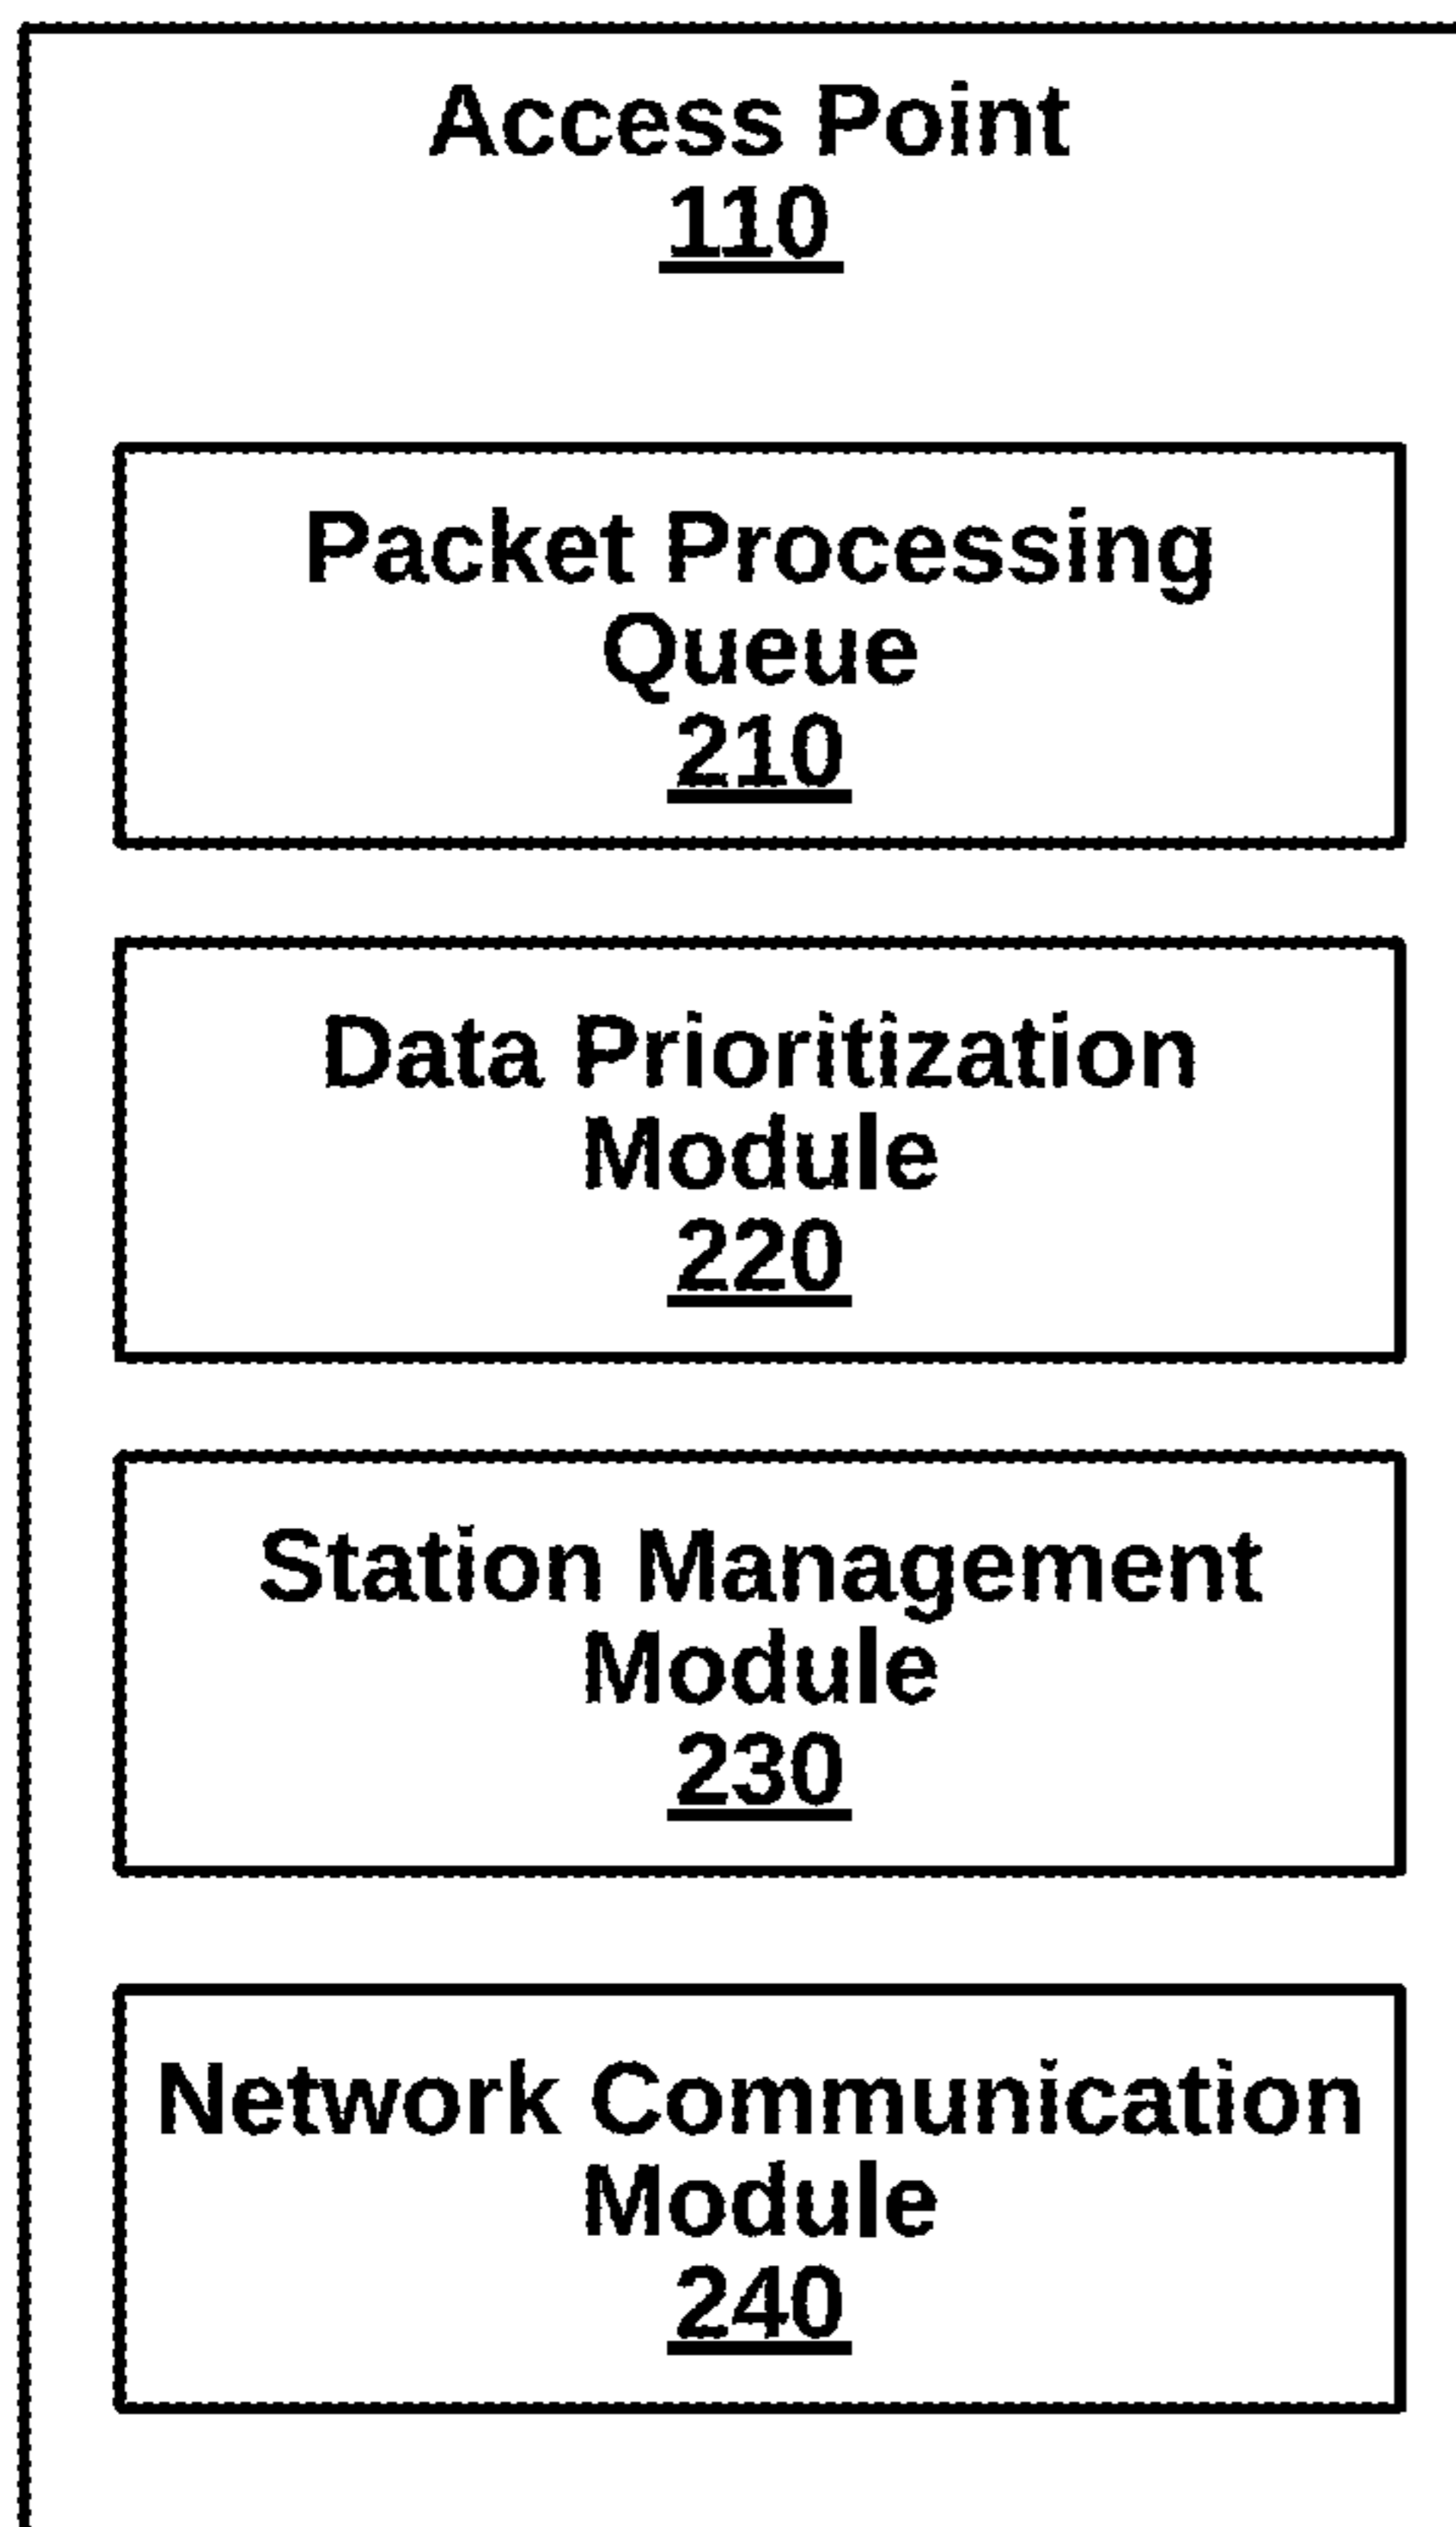 Access Point
110
Packet Processing
Queue
210
Data Prioritization
Module
220
Station Management
Module
230
Network Communication
Module
240